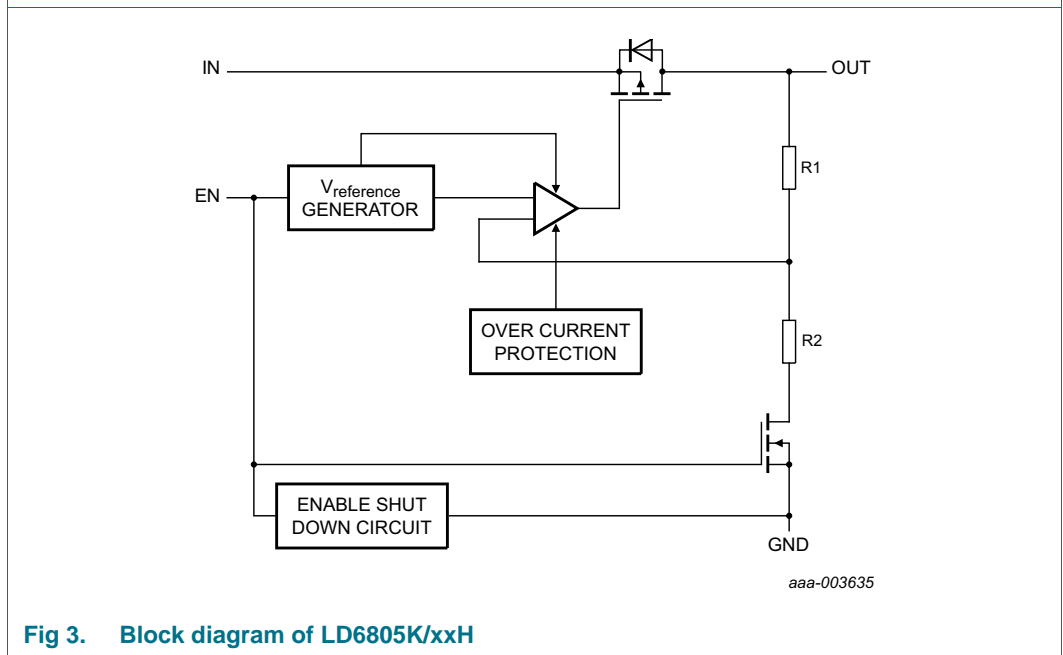 IN
OUT
R1
EN
Vreference
GENERATOR
OVER CURRENT
PROTECTION
R2
ENABLE SHUT
DOWN CIRCUIT
GND
aaa-003635
Fig 3. Block diagram of LD6805K/xxH